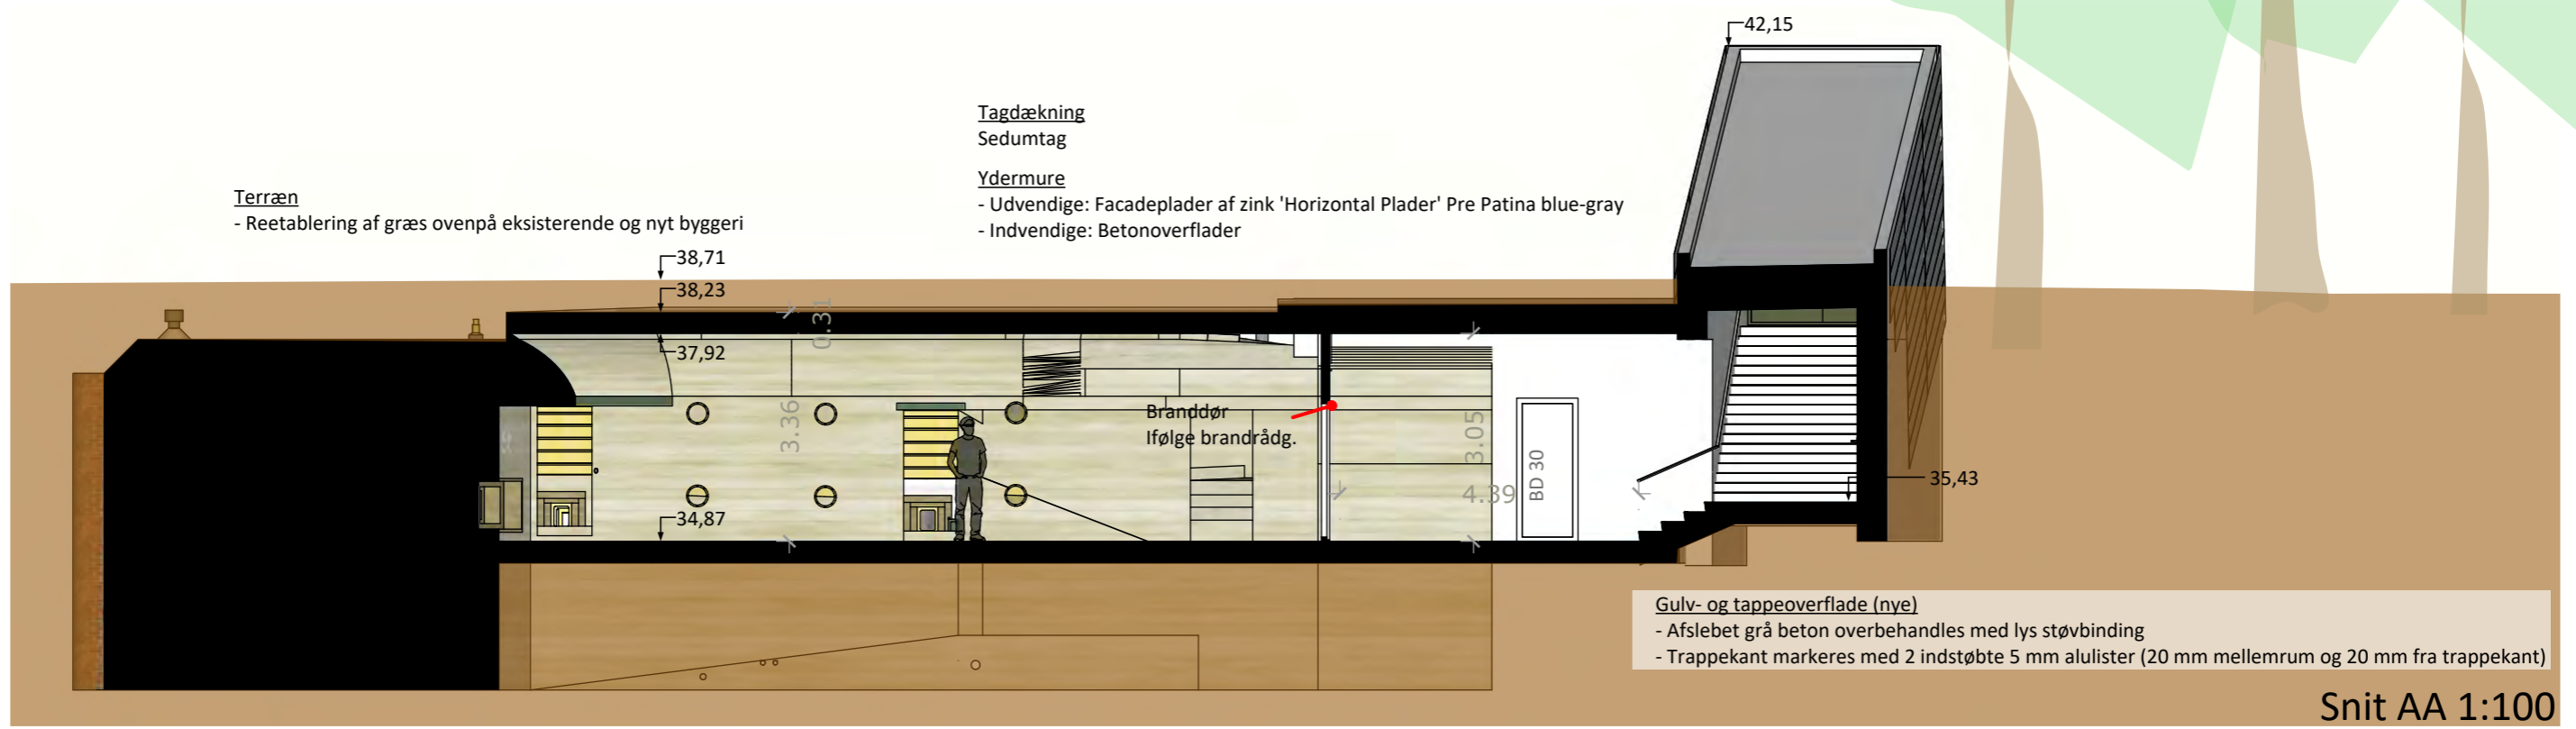 42,15
Tagdækning
Sedumtag
Ydermure
- Udvendige: Facadeplader af zink 'Horizontal Plader' Pre Patina blue-gray
- Indvendige: Betonoverflader
Terræn
- Reetablering af græs ovenpå eksisterende og nyt byggeri
38,71
38,23
0.31
37,92
3.36
Branddør
Ifølge brandrådg.
3.05
4.39
BD 30
35,43
34,87
Gulv- og tappeoverflade (nye)
- Afslebet grå beton overbehandles med lys støvbinding
- Trappekant markeres med 2 indstøbte 5 mm alulister (20 mm mellemrum og 20 mm fra trappekant)
Snit AA 1:100